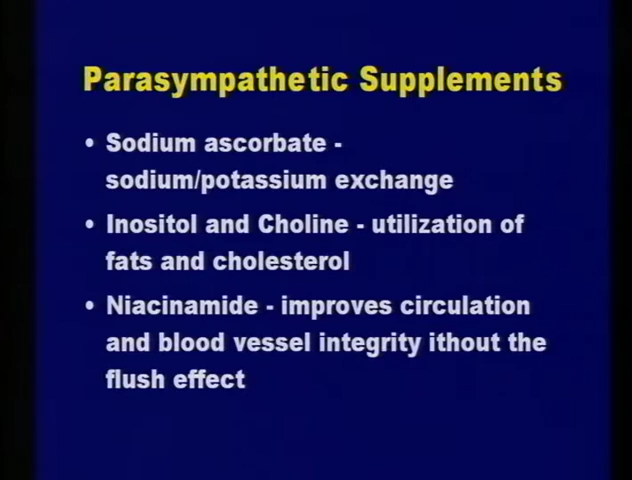 Parasympathetic Supplements
• Sodium ascorbate -
sodium/potassium exchange
• Inositol and Choline - utilization of
fats and cholesterol
• Niacinamide - improves circulation
and blood vessel integrity ithout the
flush effect